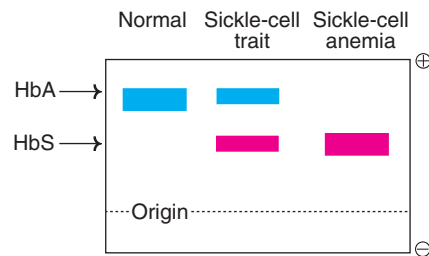 Normal
Sickle-cell
trait
Sickle-cell
anemia
HbA
HbS
Origin
⊕
⊖